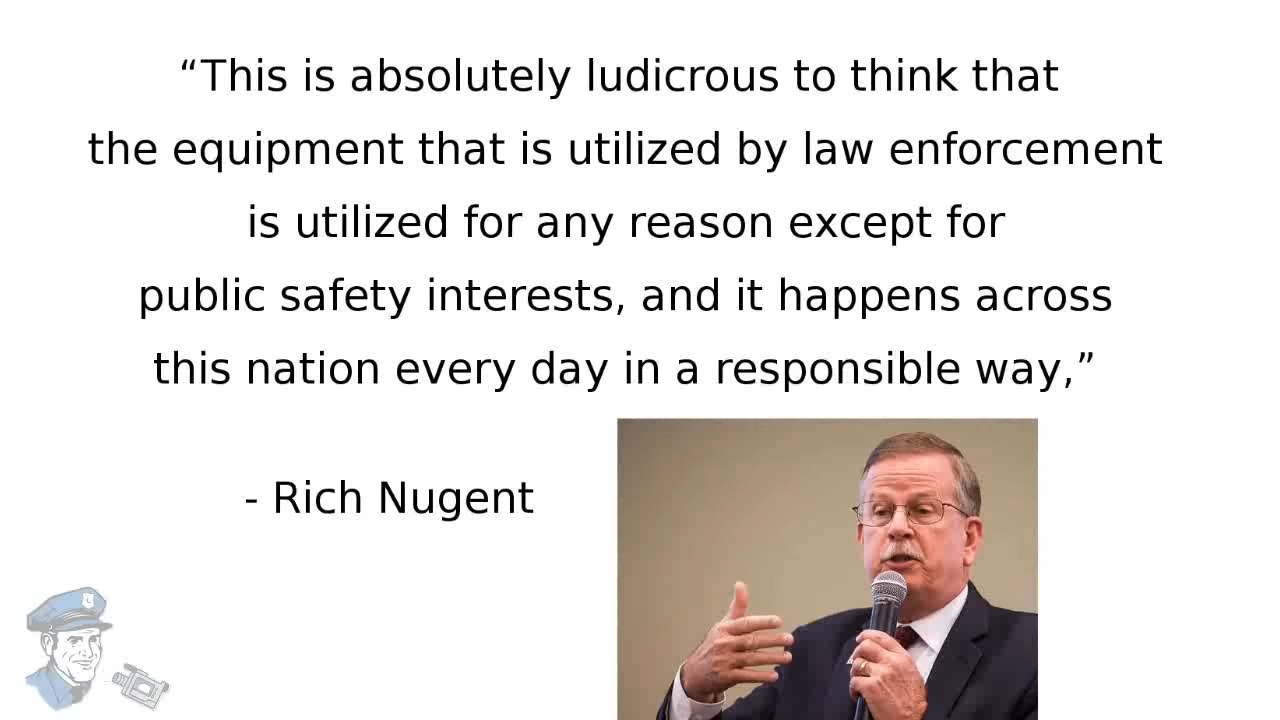 “This is absolutely ludicrous to think that
the equipment that is utilized by law enforcement
is utilized for any reason except for
public safety interests, and it happens across
this nation every day in a responsible way,”
- Rich Nugent